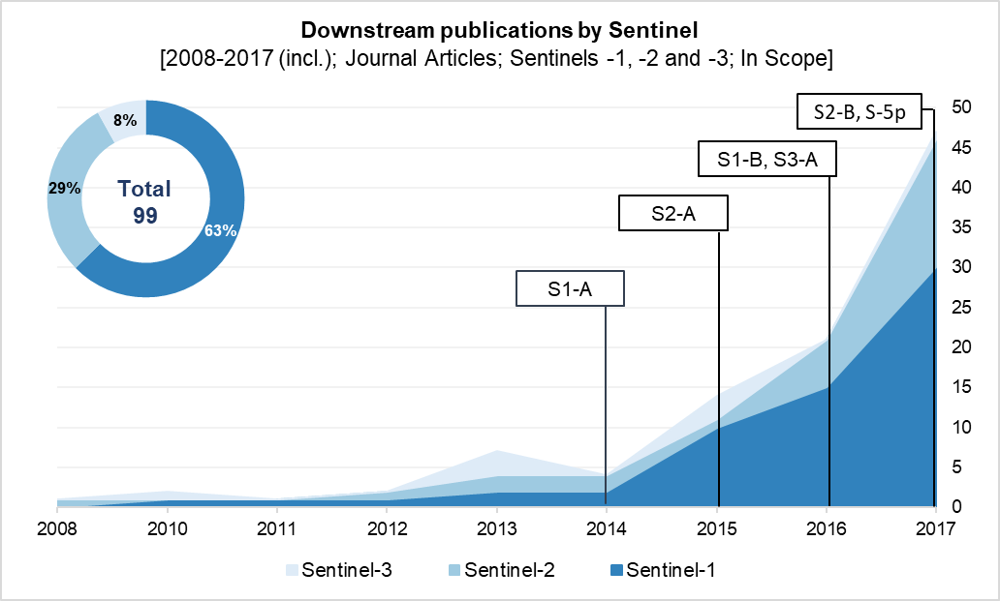 Downstream publications by Sentinel
[2008-2017 (incl.); Journal Articles; Sentinels -1, -2 and -3; In Scope]
8%
29%
63%
Total
99
S1-A
S2-A
S1-B, S3-A
S2-B, S-5p
50
45
40
35
30
25
20
15
10
5
0
2008 2010 2011 2012 2013 2014 2015 2016 2017
Sentinel-3 Sentinel-2 Sentinel-1